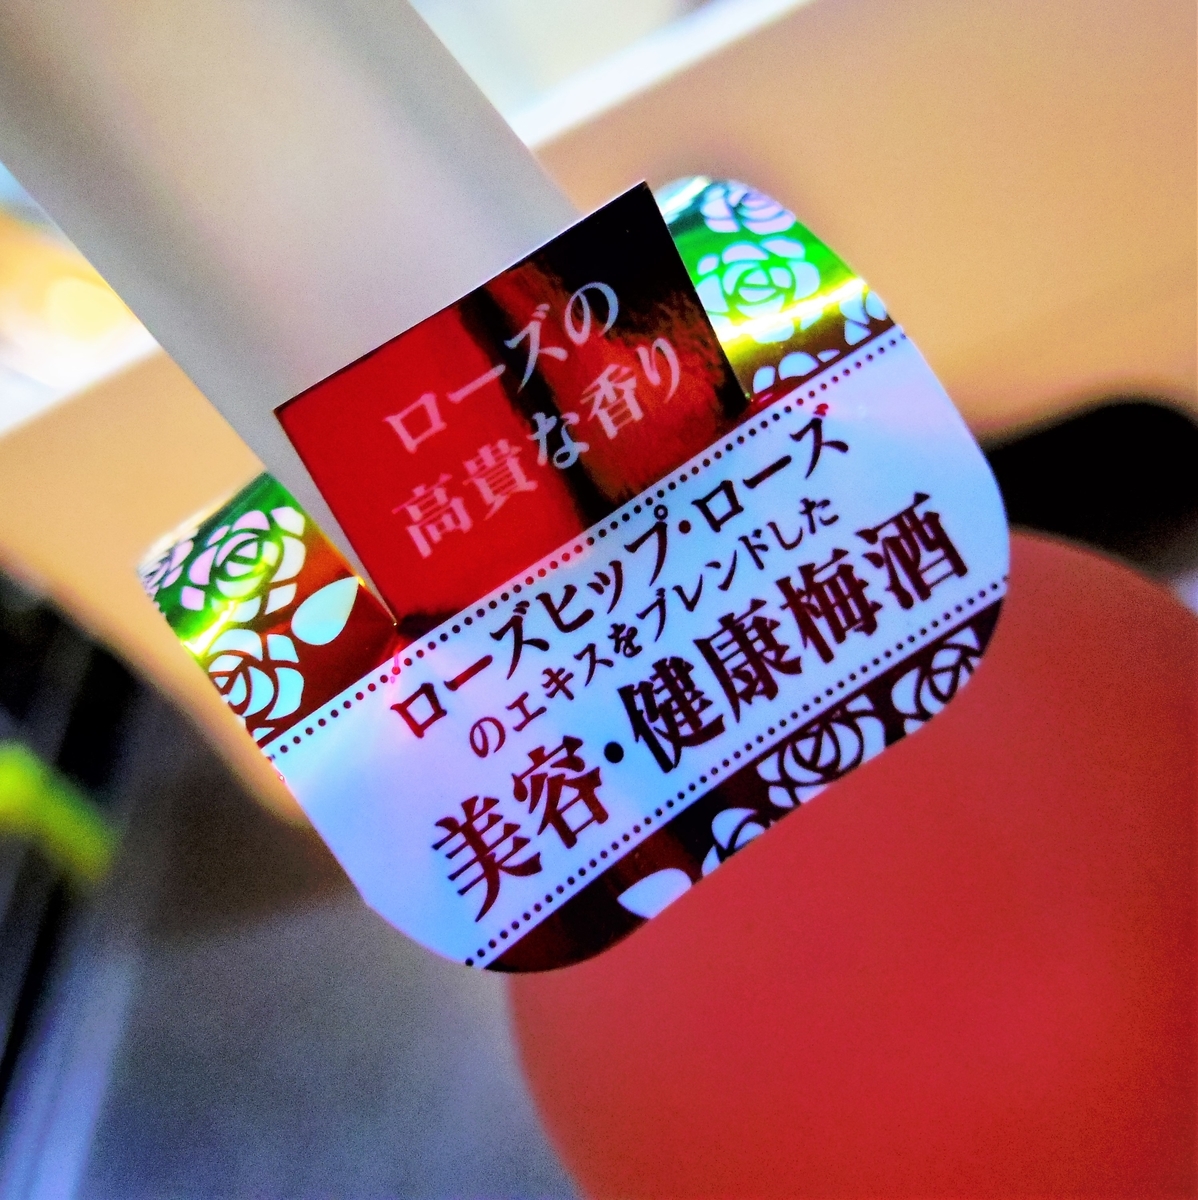 ローズの
高貴な香り
ローズヒップ・ローズ
のエキスをブレンドした
美容・健康梅酒